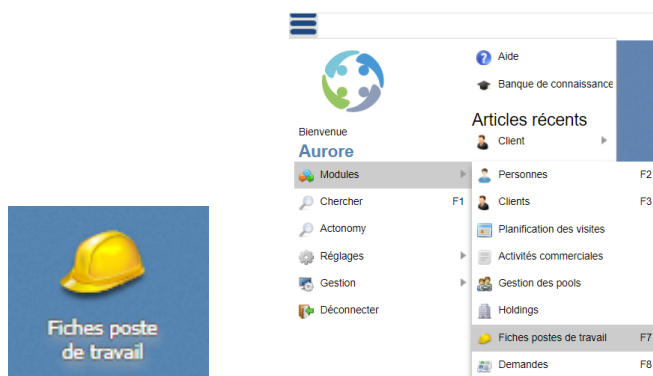 Fiches poste
de travail
Bienvenue
Aurore
Modules
Chercher F1
Actonomy
Réglages
Gestion
Déconnecter
Aide
Banque de connaissance
Articles récents
Client
Personnes F2
Clients F3
Planification des visites
Activités commerciales
Gestion des pools
Holdings
Fiches postes de travail F7
Demandes F8